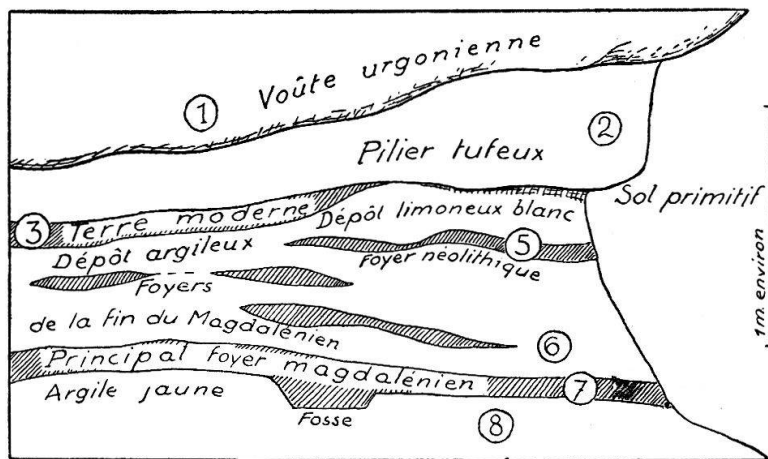 Voûte urgonienne
1
2
Pilier tufeux
Sol primitif
3
Terre moderne
Dépôt limoneux blanc
Dépôt argileux
5
Foyer néolithique
Foyers
1m. environ
de la fin du Magdalénien
6
Principal foyer magdalénien
7
Argile jaune
Fosse
8